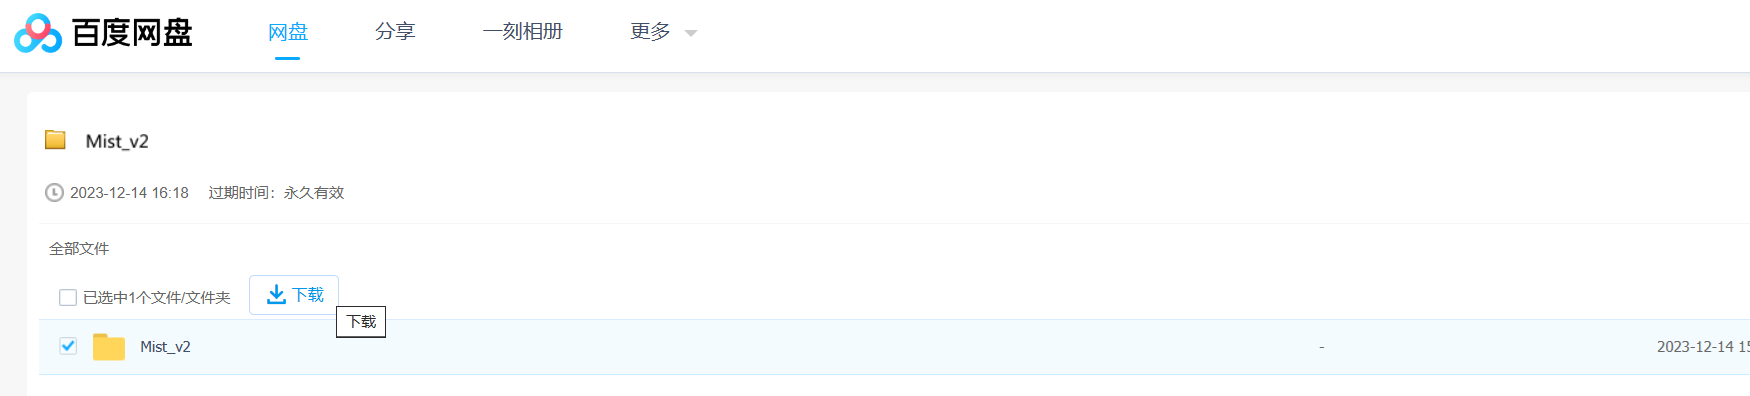 百度网盘 网盘 分享 一刻相册 更多
Mist_v2
2023-12-14 16:18 过期时间：永久有效
全部文件
已选中1个文件/文件夹 下载
下载
Mist_v2 - 2023-12-14 15